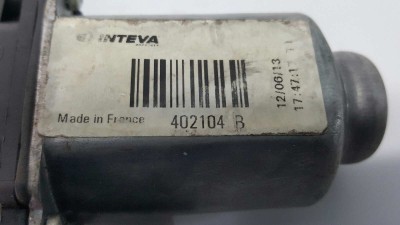 INTEVA
Made in France 402104 B
12/06/13
17:47:1